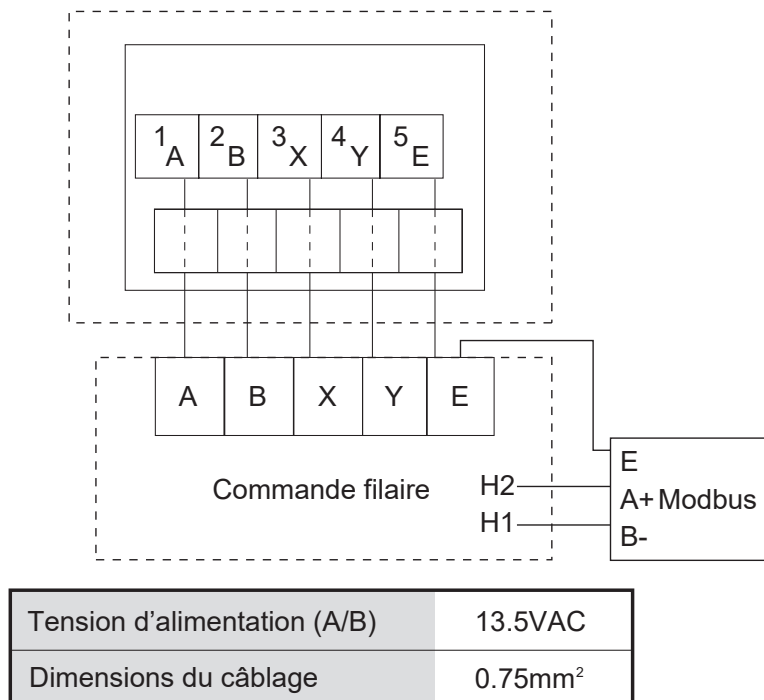 1A 2B 3X 4Y 5E
A B X Y E
Commande filaire
H2
H1
E
A+ Modbus
B-
Tension d’alimentation (A/B) 13.5VAC
Dimensions du câblage 0.75mm²